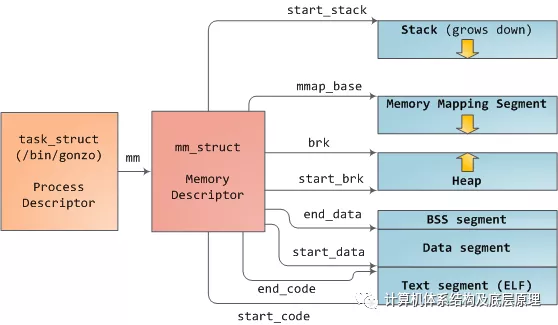 start_stack
Stack (grows down)
mmap_base
Memory Mapping Segment
task_struct
(/bin/gonzo)
Process
Descriptor
mm
mm_struct
Memory
Descriptor
brk
start_brk
Heap
end_data
BSS segment
start_data
Data segment
end_code
Text segment (ELF)
start_code
计算机体系结构及底层原理